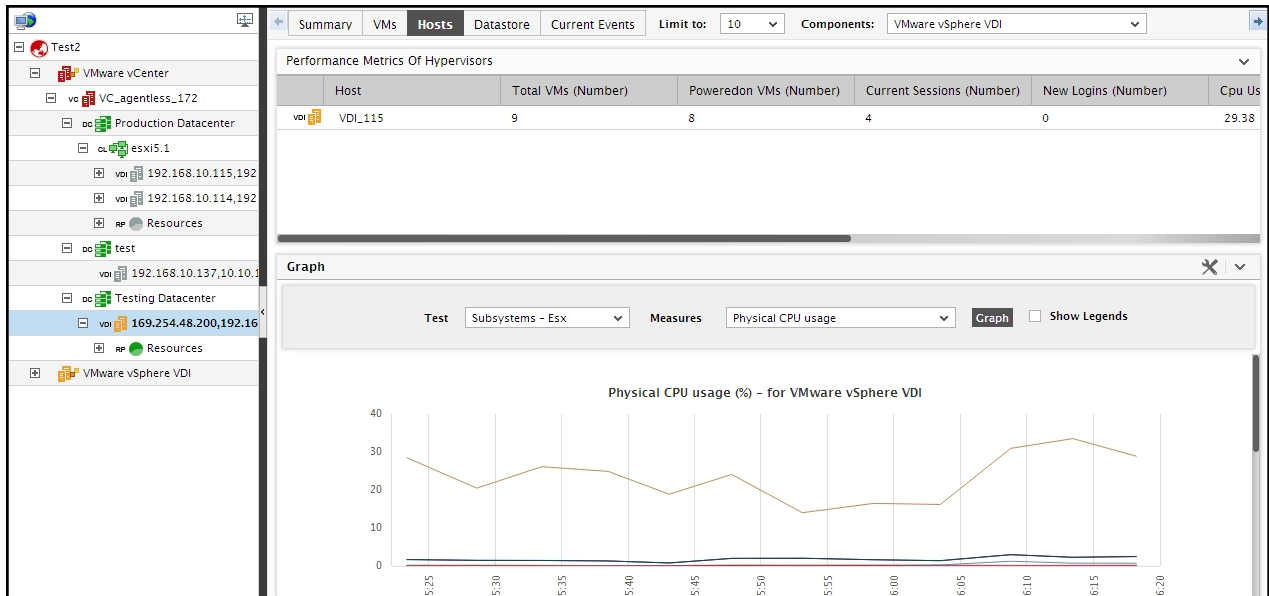 Test2
VMware vCenter
VC VC_agentless_172
DC Production Datacenter
CL esxi5.1
VDI 192.168.10.115,192
VDI 192.168.10.114,192
RP Resources
DC test
VDI 192.168.10.137,10.10.1
DC Testing Datacenter
VDI 169.254.48.200,192.16
RP Resources
VMware vSphere VDI
Summary VMs Hosts Datastore Current Events Limit to: 10 Components: VMware vSphere VDI
Performance Metrics Of Hypervisors
Host Total VMs (Number) Poweredon VMs (Number) Current Sessions (Number) New Logins (Number) Cpu Us
VDI VDI_115 9 8 4 0 29.38
Graph
Test Subsystems - Esx Measures Physical CPU usage Graph Show Legends
Physical CPU usage (%) - for VMware vSphere VDI
40
30
20
10
0
5:25 5:30 5:35 5:40 5:45 5:50 5:55 6:00 6:05 6:10 6:15 6:20